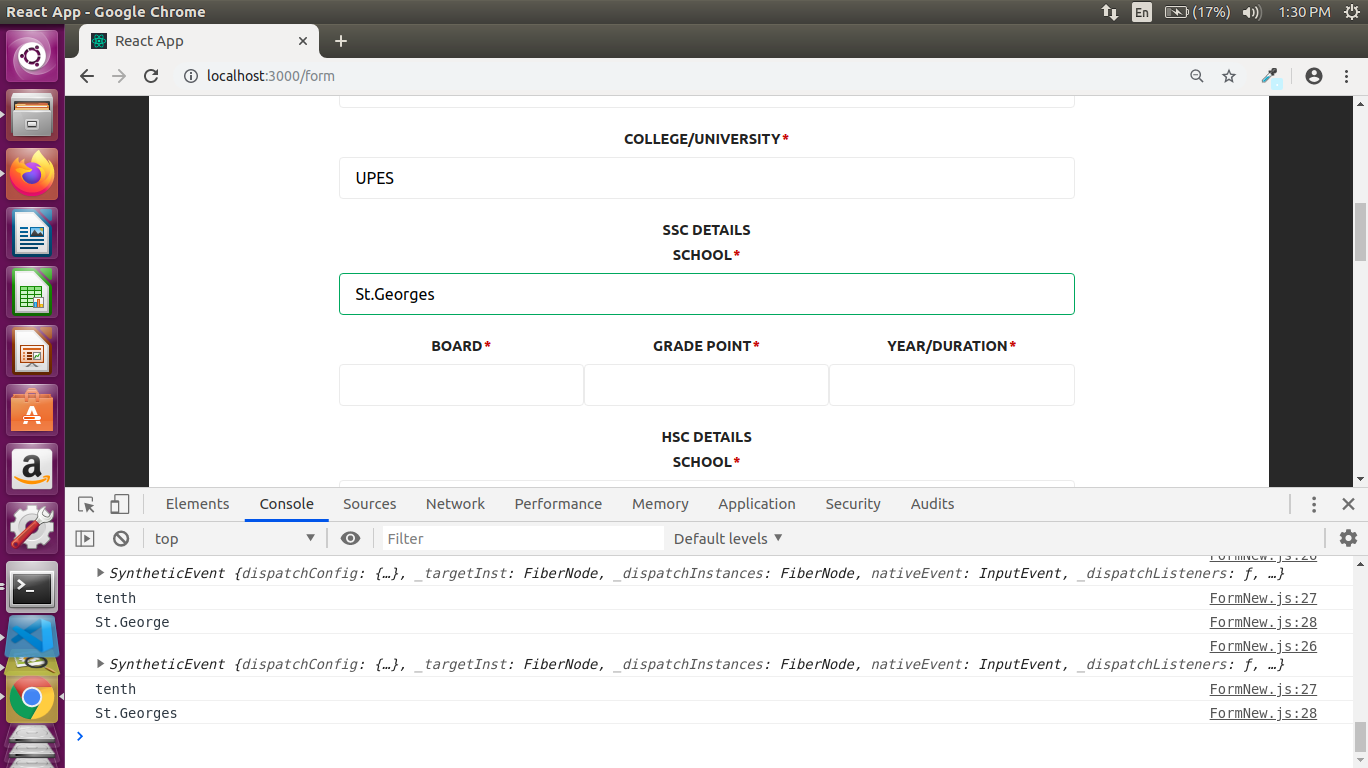 React App - Google Chrome
En (17%) 1:30 PM
React App
localhost:3000/form
COLLEGE/UNIVERSITY*
UPES
SSC DETAILS
SCHOOL*
St.Georges
BOARD* GRADE POINT* YEAR/DURATION*
HSC DETAILS
SCHOOL*
Elements Console Sources Network Performance Memory Application Security Audits
top Filter Default levels
FormNew.js:26
SyntheticEvent {dispatchConfig: {…}, _targetInst: FiberNode, _dispatchInstances: FiberNode, nativeEvent: InputEvent, _dispatchListeners: ƒ, …}
tenth FormNew.js:27
St.George FormNew.js:28
FormNew.js:26
SyntheticEvent {dispatchConfig: {…}, _targetInst: FiberNode, _dispatchInstances: FiberNode, nativeEvent: InputEvent, _dispatchListeners: ƒ, …}
tenth FormNew.js:27
St.Georges FormNew.js:28